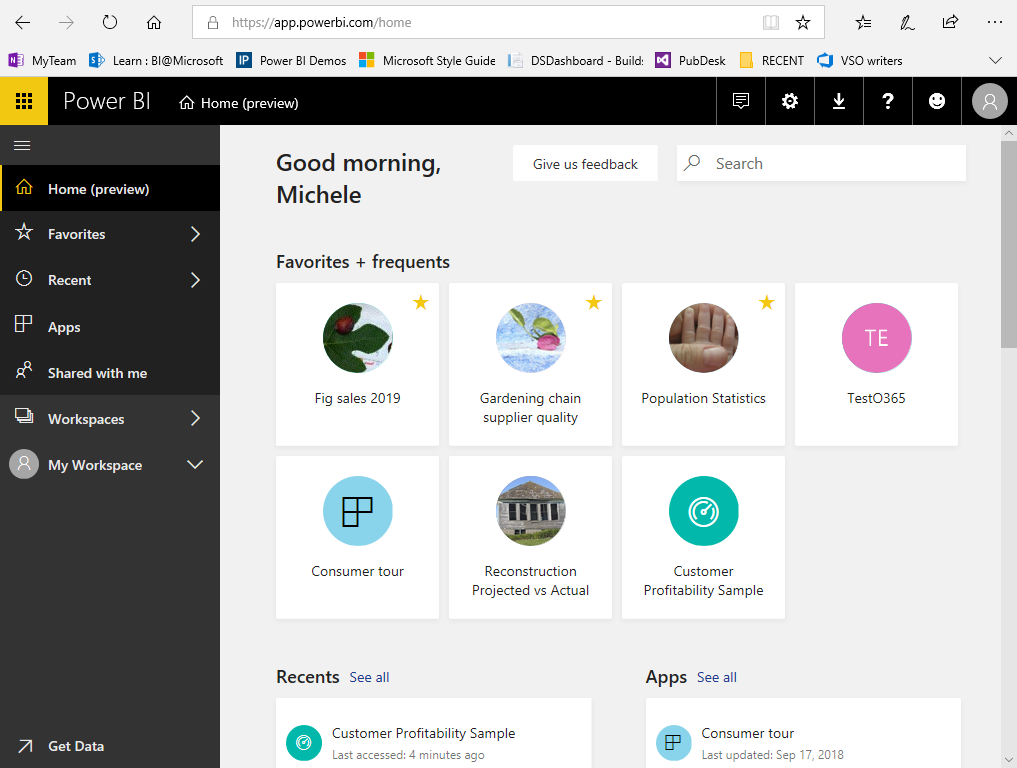 https://app.powerbi.com/home
MyTeam
Learn : BI@Microsoft
IP
Power BI Demos
Microsoft Style Guide
DSDashboard - Builds
PubDesk
RECENT
VSO writers
Power BI
Home (preview)
?
Home (preview)
Favorites
Recent
Apps
Shared with me
Workspaces
My Workspace
Get Data
Good morning,
Michele
Give us feedback
Search
Favorites + frequents
Fig sales 2019
Gardening chain
supplier quality
Population Statistics
TE
TestO365
Consumer tour
Reconstruction
Projected vs Actual
Customer
Profitability Sample
Recents See all
Customer Profitability Sample
Last accessed: 4 minutes ago
Apps See all
Consumer tour
Last updated: Sep 17, 2018